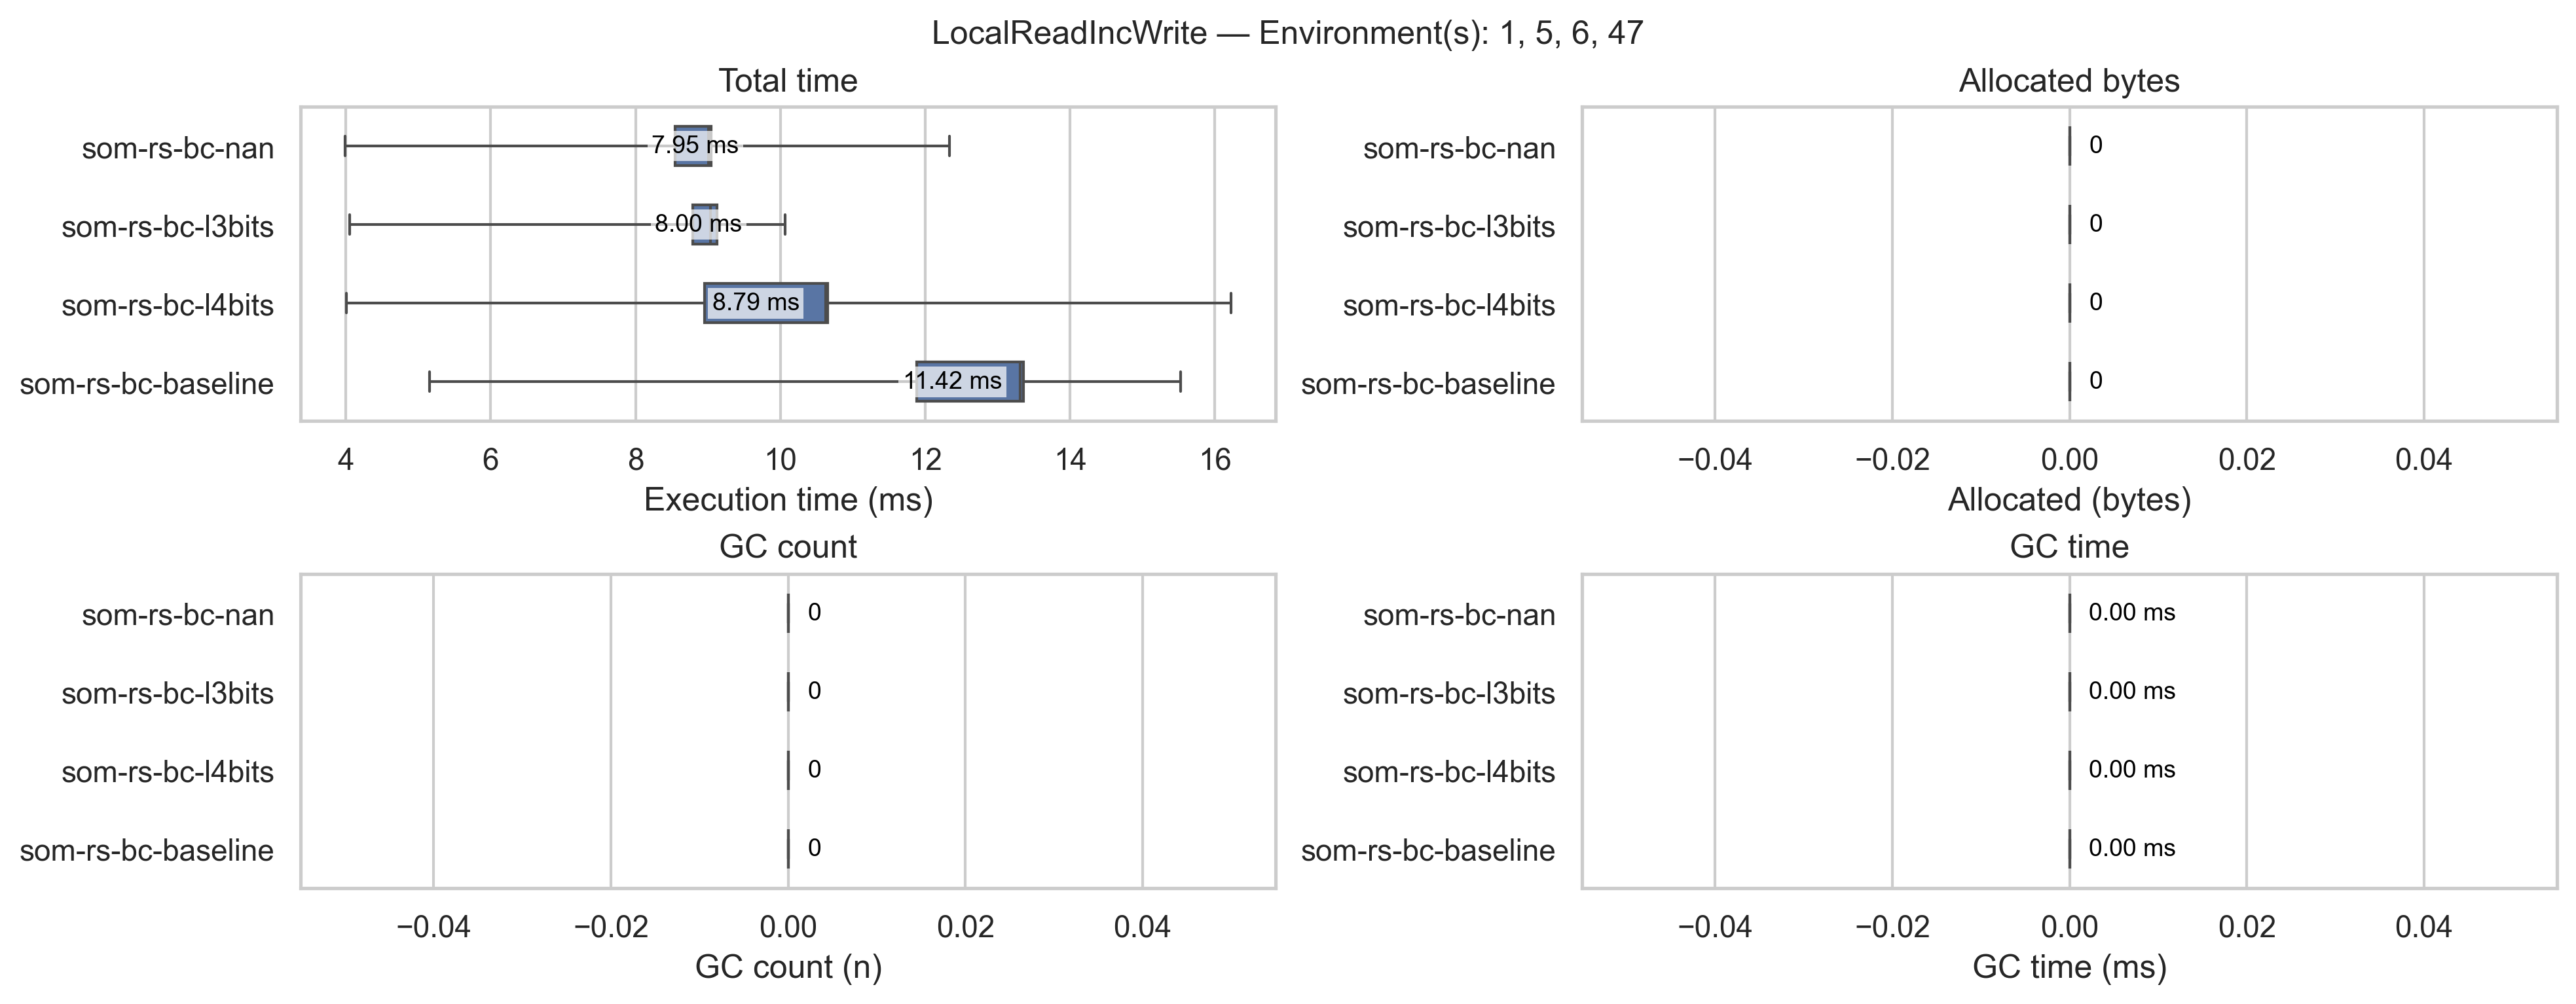 LocalReadIncWrite — Environment(s): 1, 5, 6, 47
Total time
som-rs-bc-nan
7.95 ms
som-rs-bc-l3bits
8.00 ms
som-rs-bc-l4bits
8.79 ms
som-rs-bc-baseline
11.42 ms
4 6 8 10 12 14 16
Execution time (ms)
Allocated bytes
som-rs-bc-nan
0
som-rs-bc-l3bits
0
som-rs-bc-l4bits
0
som-rs-bc-baseline
0
−0.04 −0.02 0.00 0.02 0.04
Allocated (bytes)
GC count
som-rs-bc-nan
0
som-rs-bc-l3bits
0
som-rs-bc-l4bits
0
som-rs-bc-baseline
0
−0.04 −0.02 0.00 0.02 0.04
GC count (n)
GC time
som-rs-bc-nan
0.00 ms
som-rs-bc-l3bits
0.00 ms
som-rs-bc-l4bits
0.00 ms
som-rs-bc-baseline
0.00 ms
−0.04 −0.02 0.00 0.02 0.04
GC time (ms)